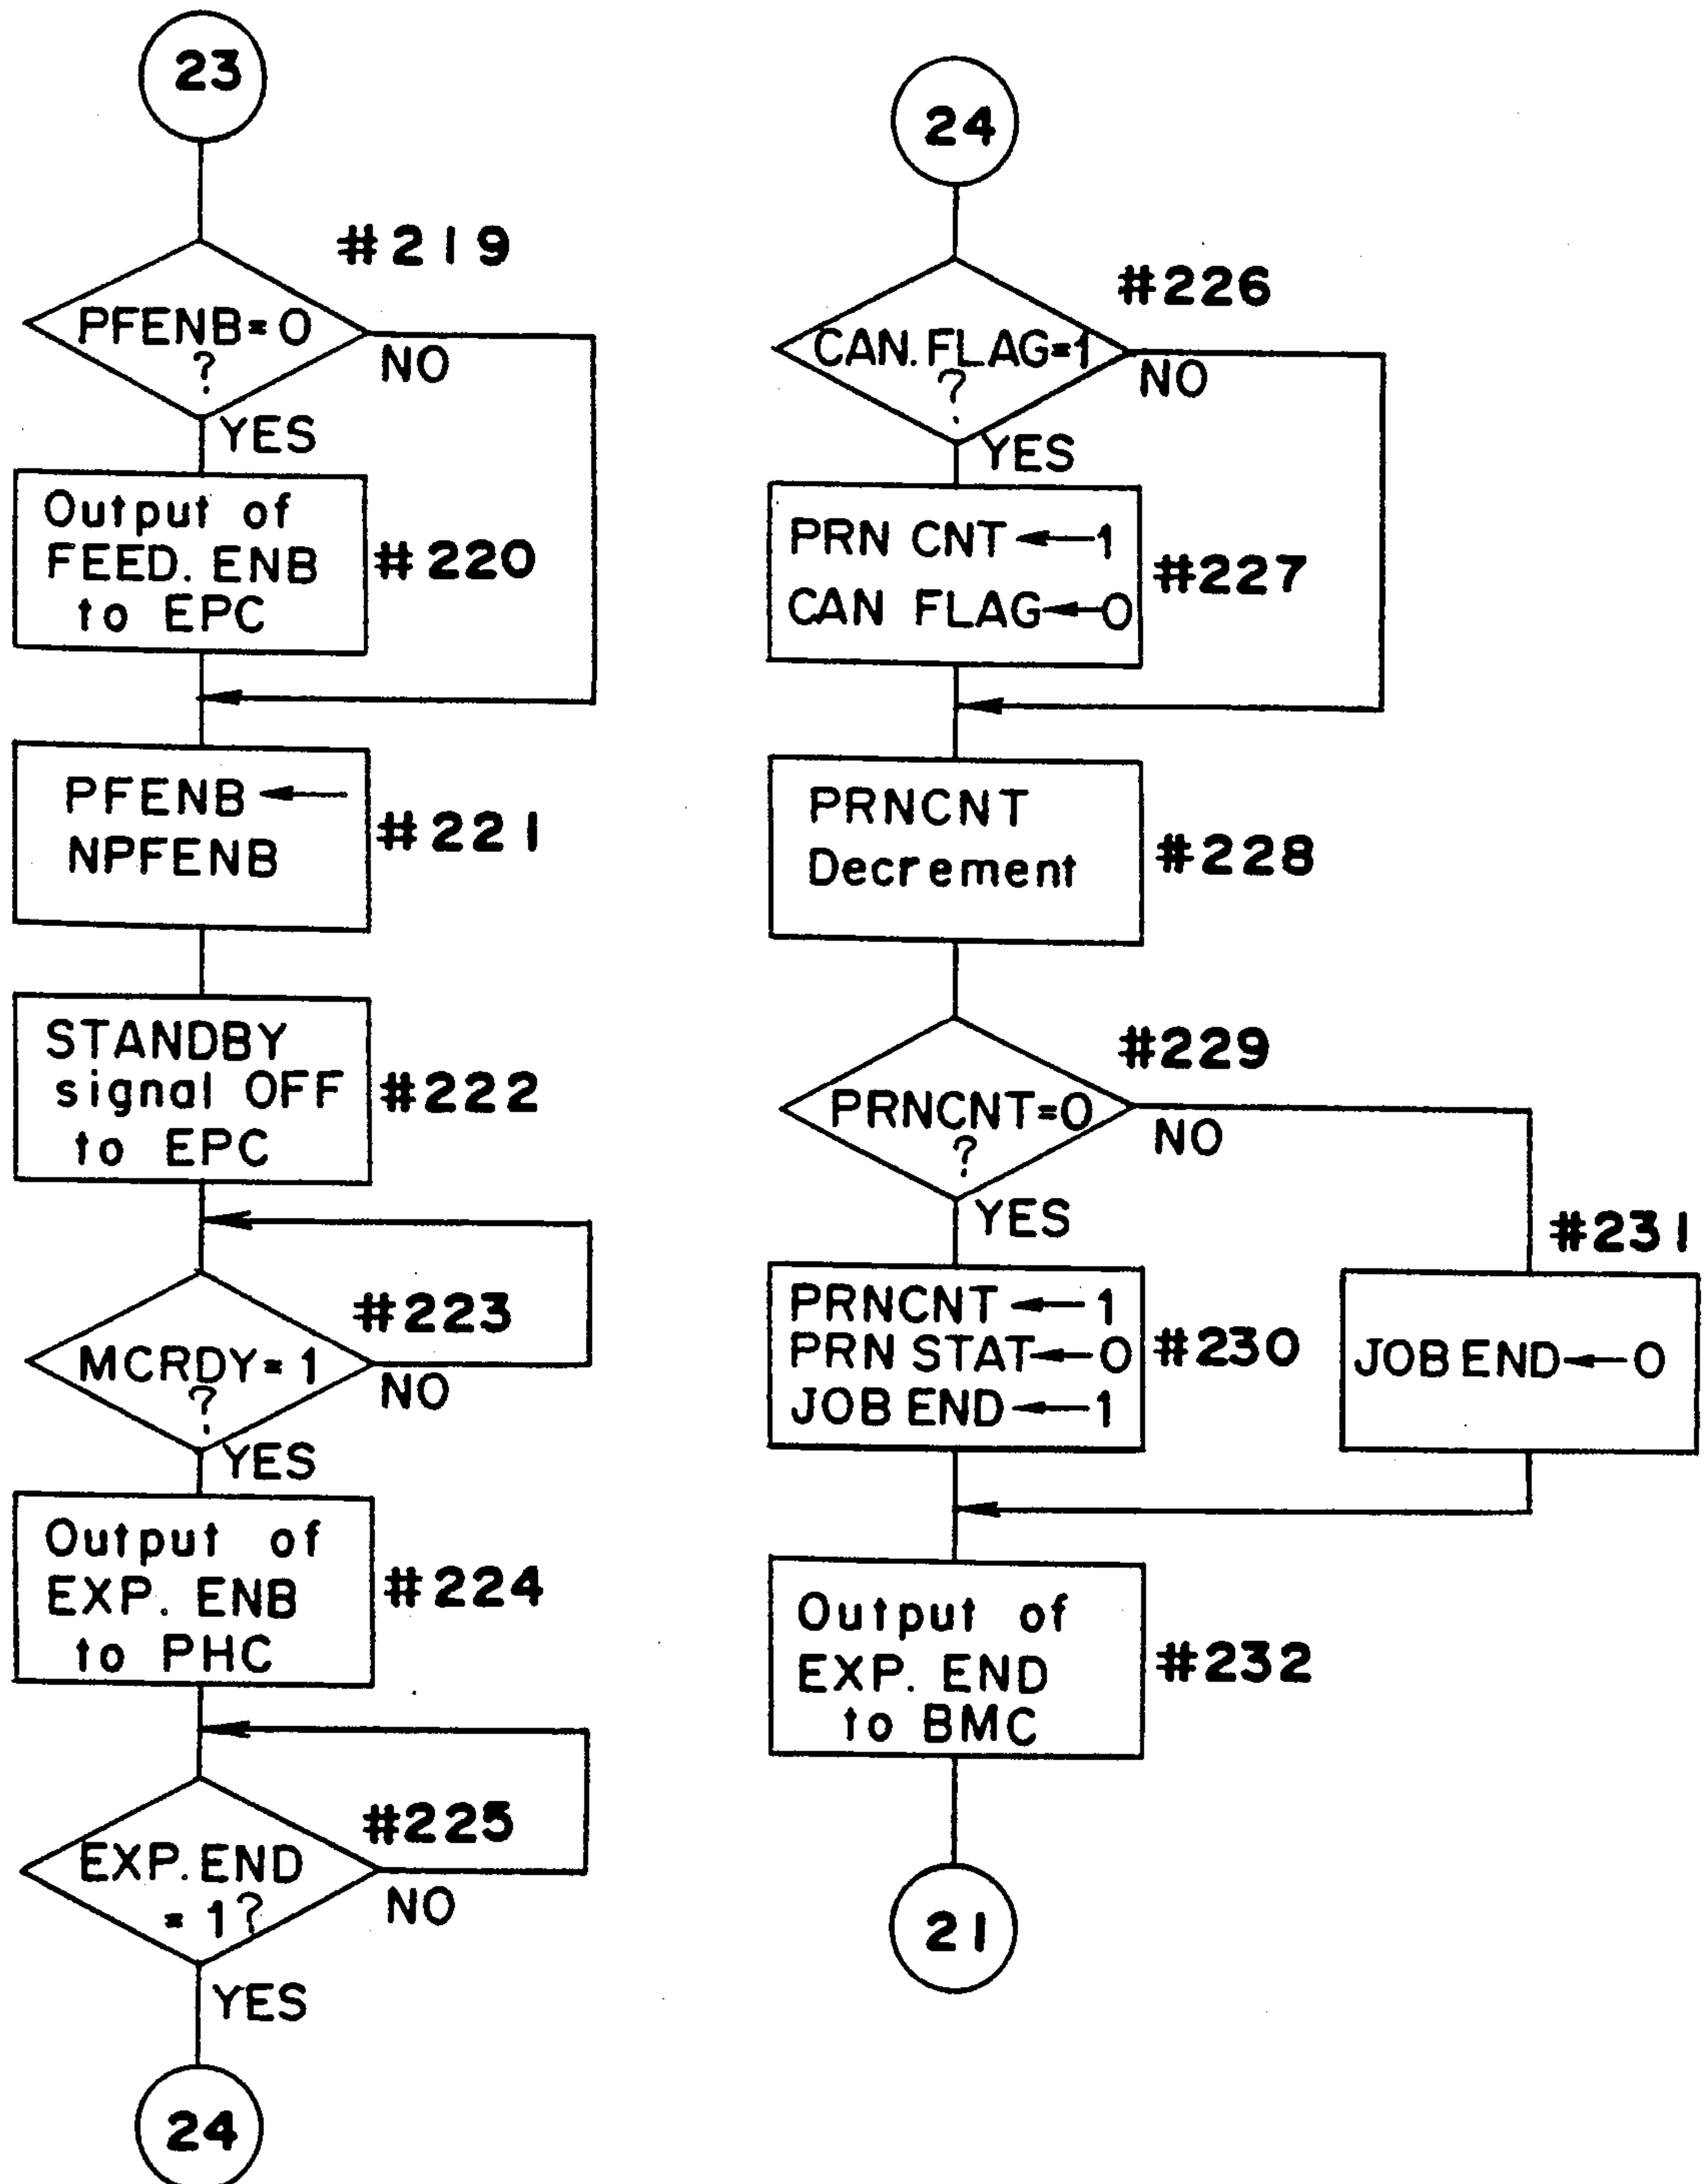 23
#219
PFENB=0
?
NO
YES
Output of
FEED. ENB
to EPC
#220
PFENB ←
NPFENB
#221
STANDBY
signal OFF
to EPC
#222
#223
MCRDY=1
?
NO
YES
Output of
EXP. ENB
to PHC
#224
#225
EXP. END
=1?
NO
YES
24
24
#226
CAN. FLAG=1
?
NO
YES
PRN CNT ← 1
CAN FLAG ← 0
#227
PRNCNT
Decrement
#228
#229
PRNCNT=0
?
NO
YES
PRNCNT ← 1
PRN STAT ← 0
JOB END ← 1
#230
#231
JOB END ← 0
Output of
EXP. END
to BMC
#232
21